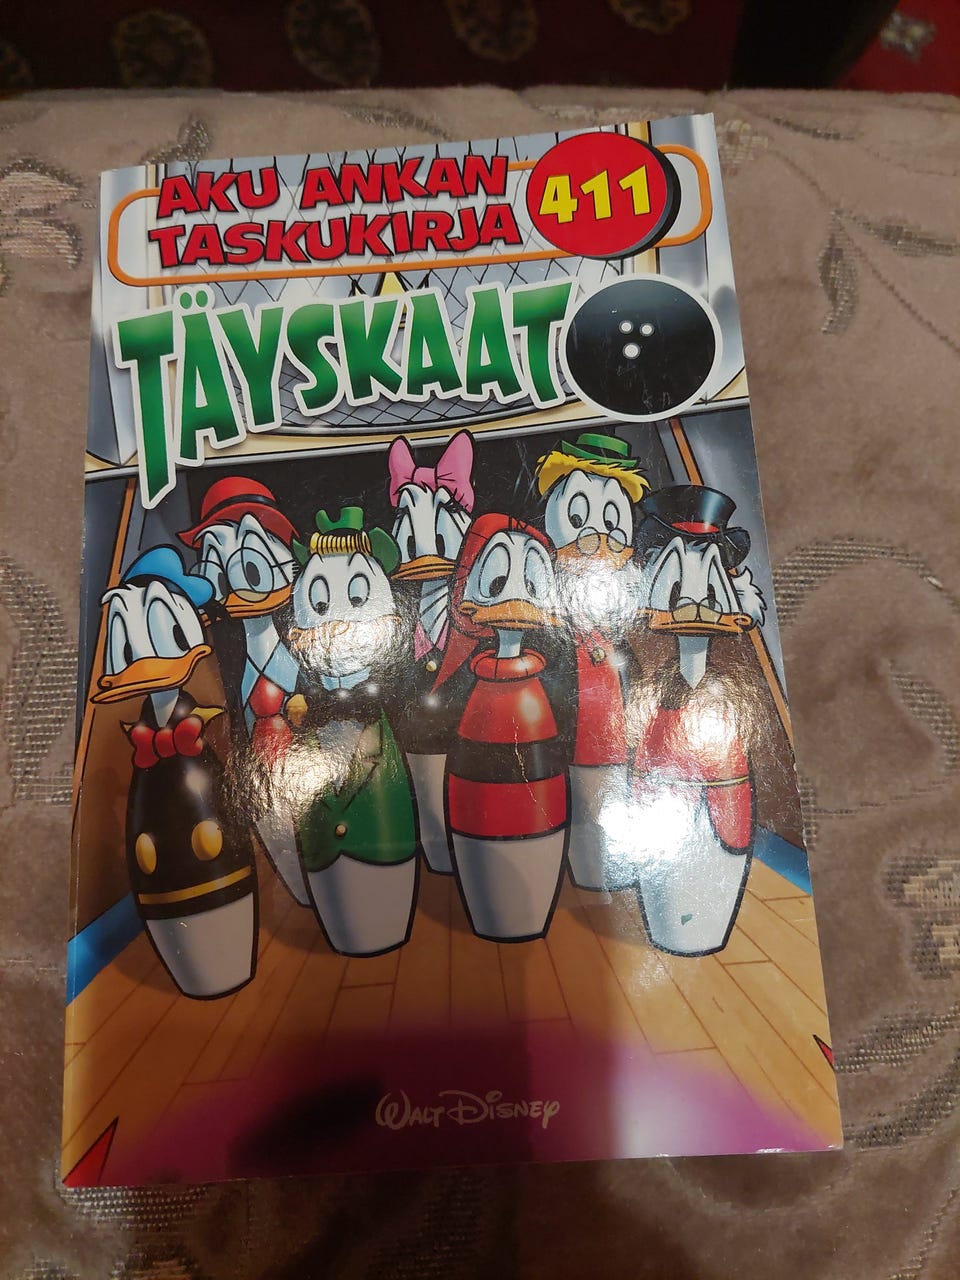 AKU ANKAN
TASKUKIRJA
411
TÄYSKAATO
WALT DISNEY